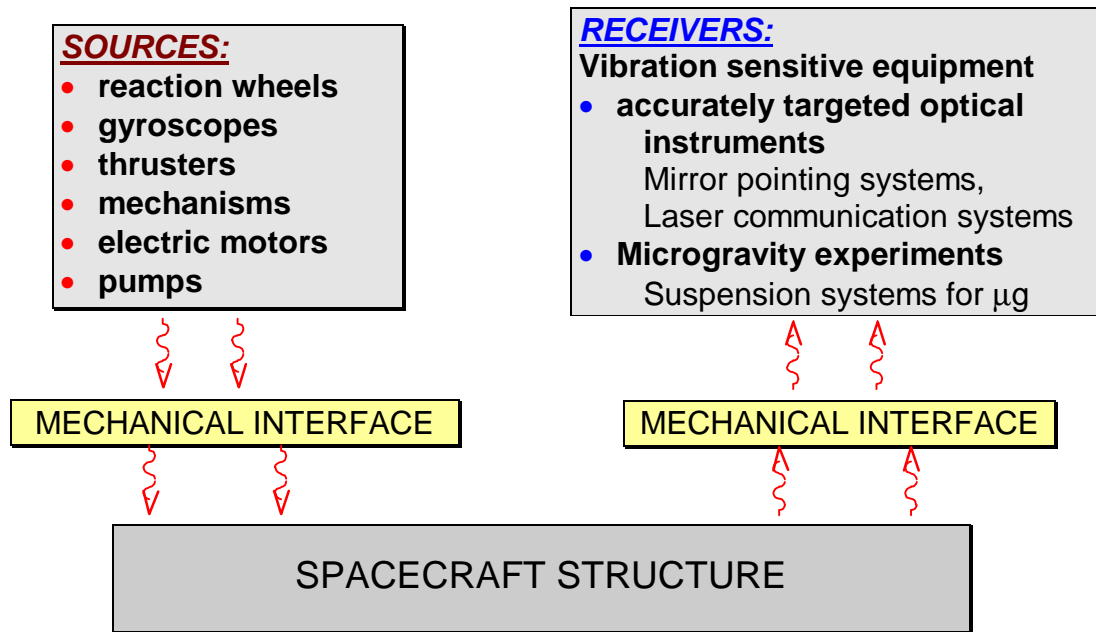 SOURCES:
• reaction wheels
• gyroscopes
• thrusters
• mechanisms
• electric motors
• pumps
RECEIVERS:
Vibration sensitive equipment
• accurately targeted optical
instruments
Mirror pointing systems,
Laser communication systems
• Microgravity experiments
Suspension systems for μg
MECHANICAL INTERFACE
MECHANICAL INTERFACE
SPACECRAFT STRUCTURE